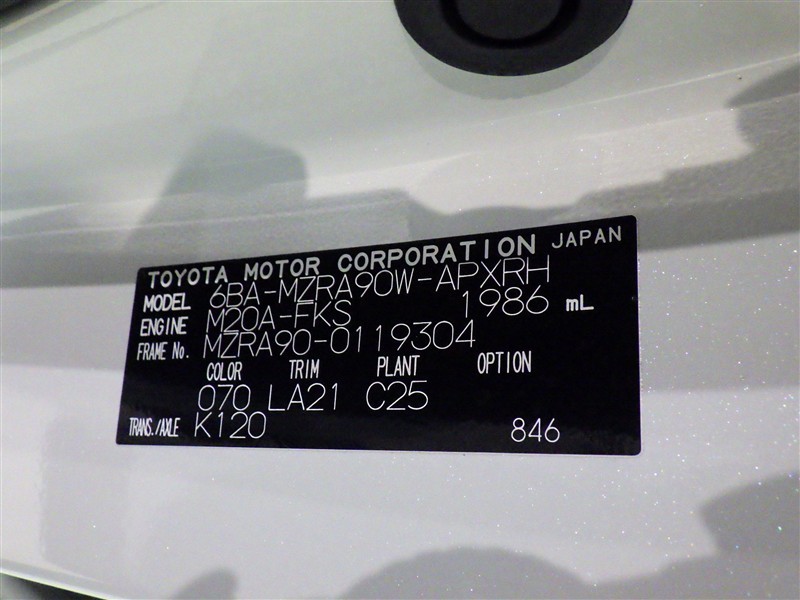 TOYOTA MOTOR CORPORATION JAPAN
MODEL 6BA-MZRA90W-APXRH
ENGINE M20A-FKS 1986 mL
FRAME No. MZRA90-0119304
COLOR TRIM PLANT OPTION
070 LA21 C25
TRANS./AXLE K120 846